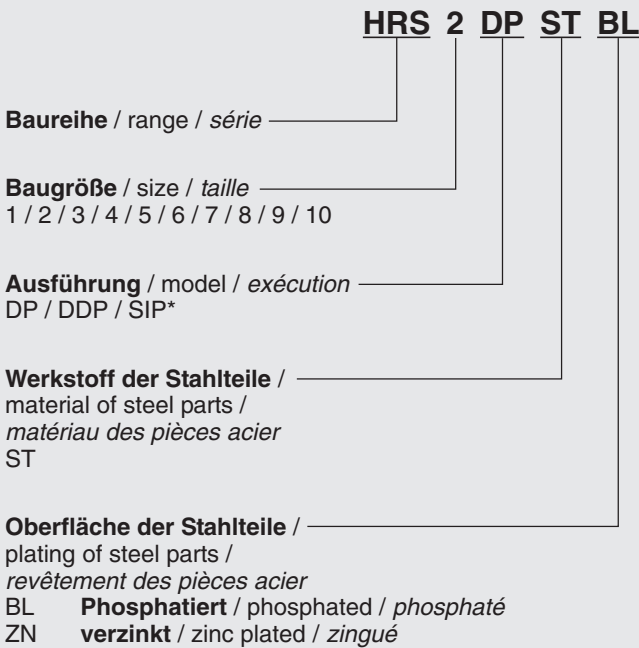 HRS 2 DP ST BL
Baureihe / range / série
Baugröße / size / taille
1 / 2 / 3 / 4 / 5 / 6 / 7 / 8 / 9 / 10
Ausführung / model / exécution
DP / DDP / SIP*
Werkstoff der Stahlteile /
material of steel parts /
matériau des pièces acier
ST
Oberfläche der Stahlteile /
plating of steel parts /
revêtement des pièces acier
BL Phosphatiert / phosphated / phosphaté
ZN verzinkt / zinc plated / zingué